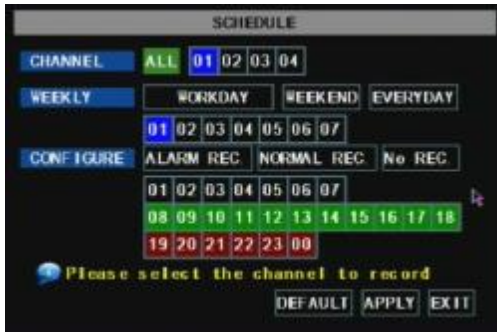 SCHEDULE
CHANNEL ALL 01 02 03 04
WEEKLY WORKDAY WEEKEND EVERYDAY
01 02 03 04 05 06 07
CONFIGURE ALARM REC NORMAL REC No REC
01 02 03 04 05 06 07
08 09 10 11 12 13 14 15 16 17 18
19 20 21 22 23 00
Please select the channel to record
DEFAULT APPLY EXIT